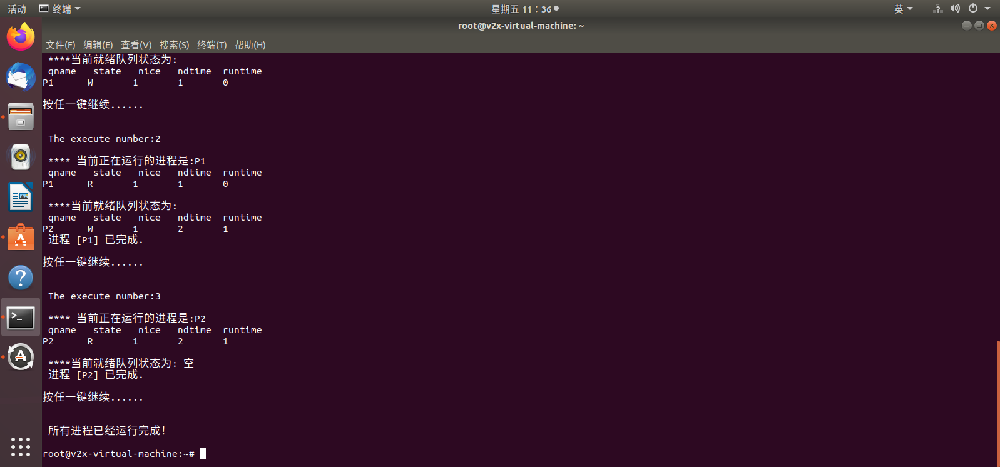 活动 终端 星期五 11：36 英
root@v2x-virtual-machine: ~
文件(F) 编辑(E) 查看(V) 搜索(S) 终端(T) 帮助(H)
****当前就绪队列状态为:
qname state nice ndtime runtime
P1 W 1 1 0
按任一键继续......
The execute number:2
**** 当前正在运行的进程是:P1
qname state nice ndtime runtime
P1 R 1 1 0
****当前就绪队列状态为:
qname state nice ndtime runtime
P2 W 1 2 1
进程 [P1] 已完成.
按任一键继续......
The execute number:3
**** 当前正在运行的进程是:P2
qname state nice ndtime runtime
P2 R 1 2 1
****当前就绪队列状态为: 空
进程 [P2] 已完成.
按任一键继续......
所有进程已经运行完成!
root@v2x-virtual-machine:~#